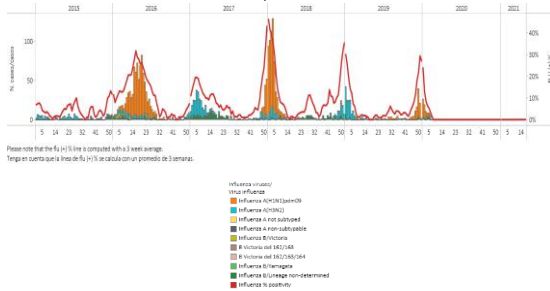 2015 2016 2017 2018 2019 2020 2021
100
50
0
40%
30%
20%
10%
0%
5 14 23 32 41 50 5 14 23 32 41 50 5 14 23 32 41 50 5 14 23 32 41 50 5 14 23 32 41 50 5 14 23 32 41 50 5 14
Please note that the flu (+) % line is computed with a 3 week average.
Tenga en cuenta que la línea de flu (+) % se calcula con un promedio de 3 semanas.
Influenza viruses/
Virus influenza
Influenza A(H1N1)pdm09
Influenza A(H3N2)
Influenza A not subtyped
Influenza A non-subtypable
Influenza B/Victoria
B Victoria del 162/163
B Victoria del 162/163/164
Influenza B/Yamagata
Influenza B/Lineage non-determined
Influenza % positivity